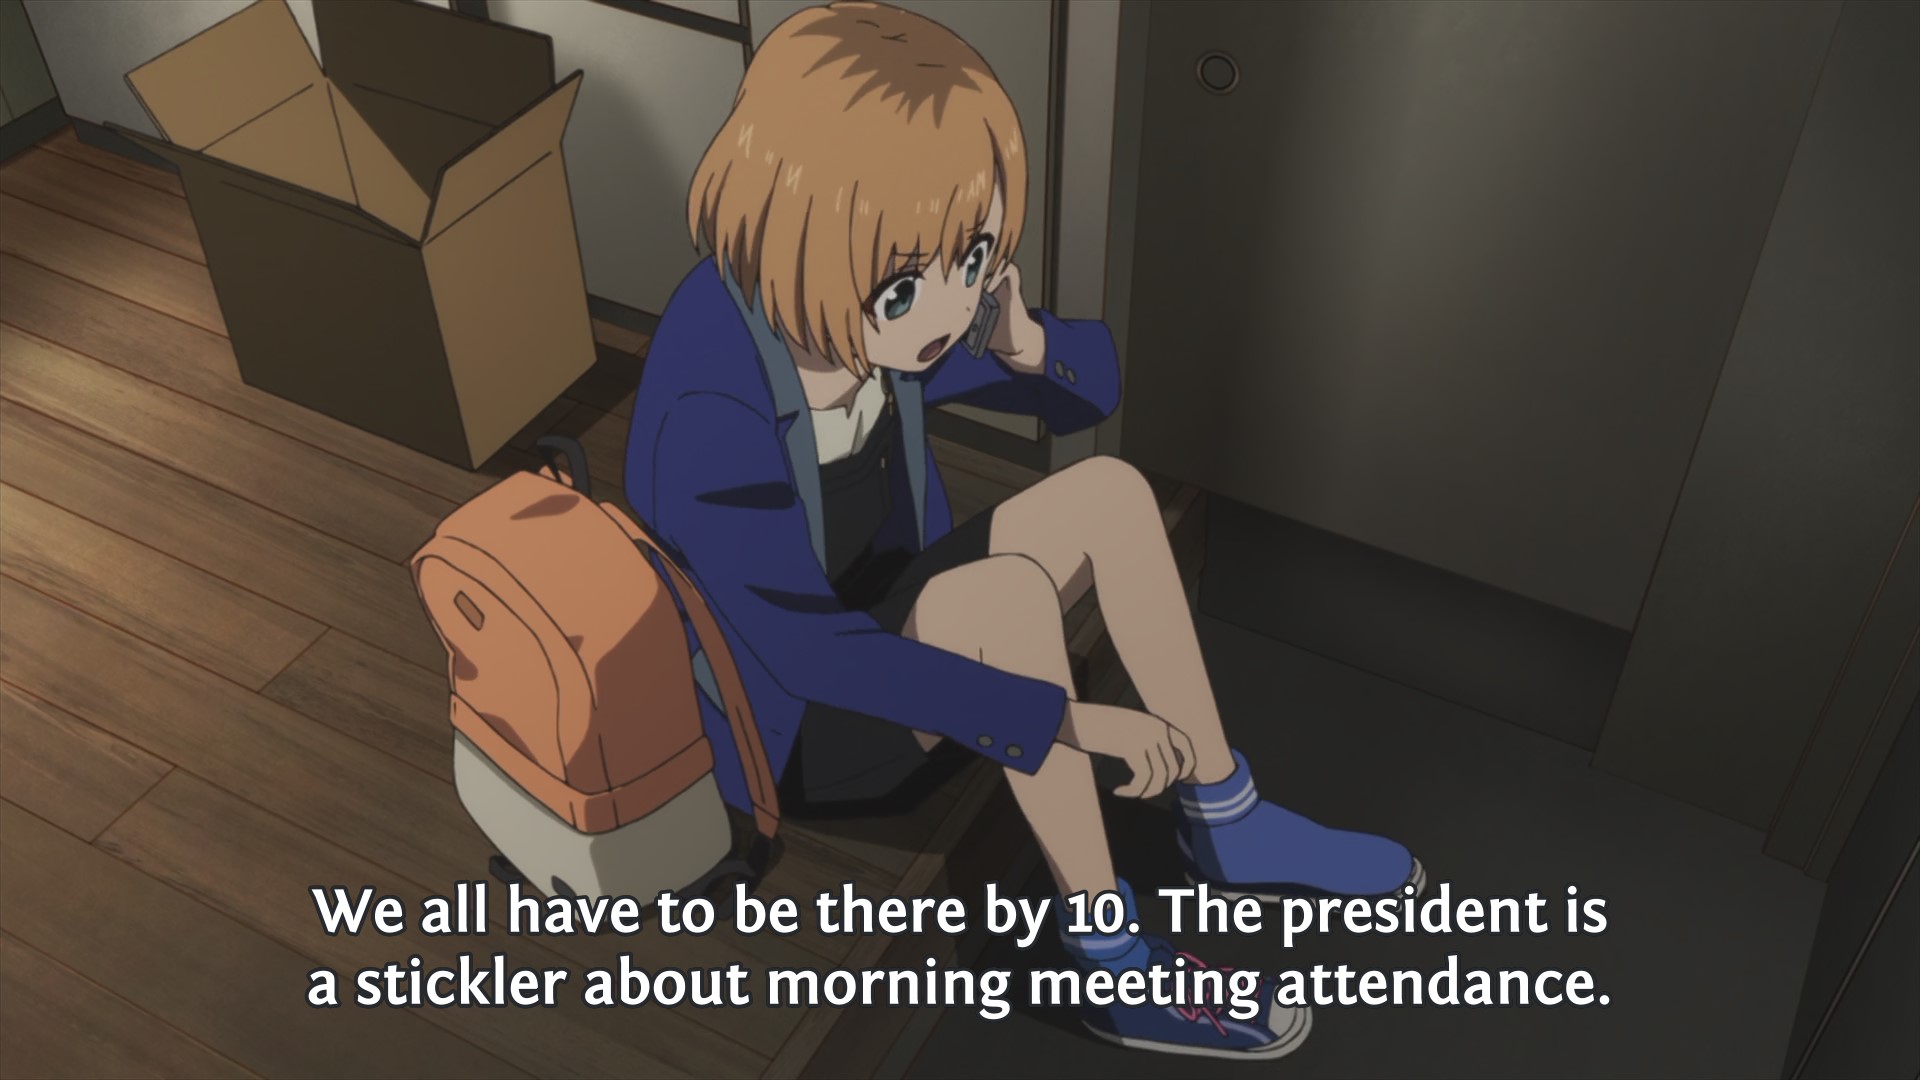 We all have to be there by 10. The president is
a stickler about morning meeting attendance.